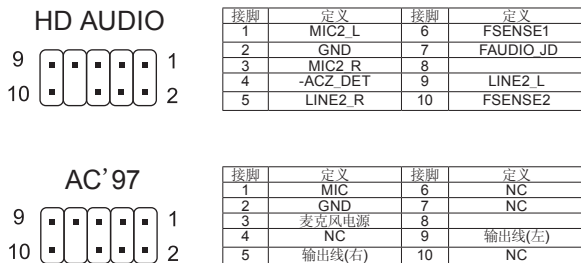 HD AUDIO
9 1
10 2
接脚 定义 接脚 定义
1 MIC2_L 6 FSENSE1
2 GND 7 FAUDIO_JD
3 MIC2_R 8
4 -ACZ_DET 9 LINE2_L
5 LINE2_R 10 FSENSE2
AC'97
9 1
10 2
接脚 定义 接脚 定义
1 MIC 6 NC
2 GND 7 NC
3 麦克风电源 8
4 NC 9 输出线(左)
5 输出线(右) 10 NC